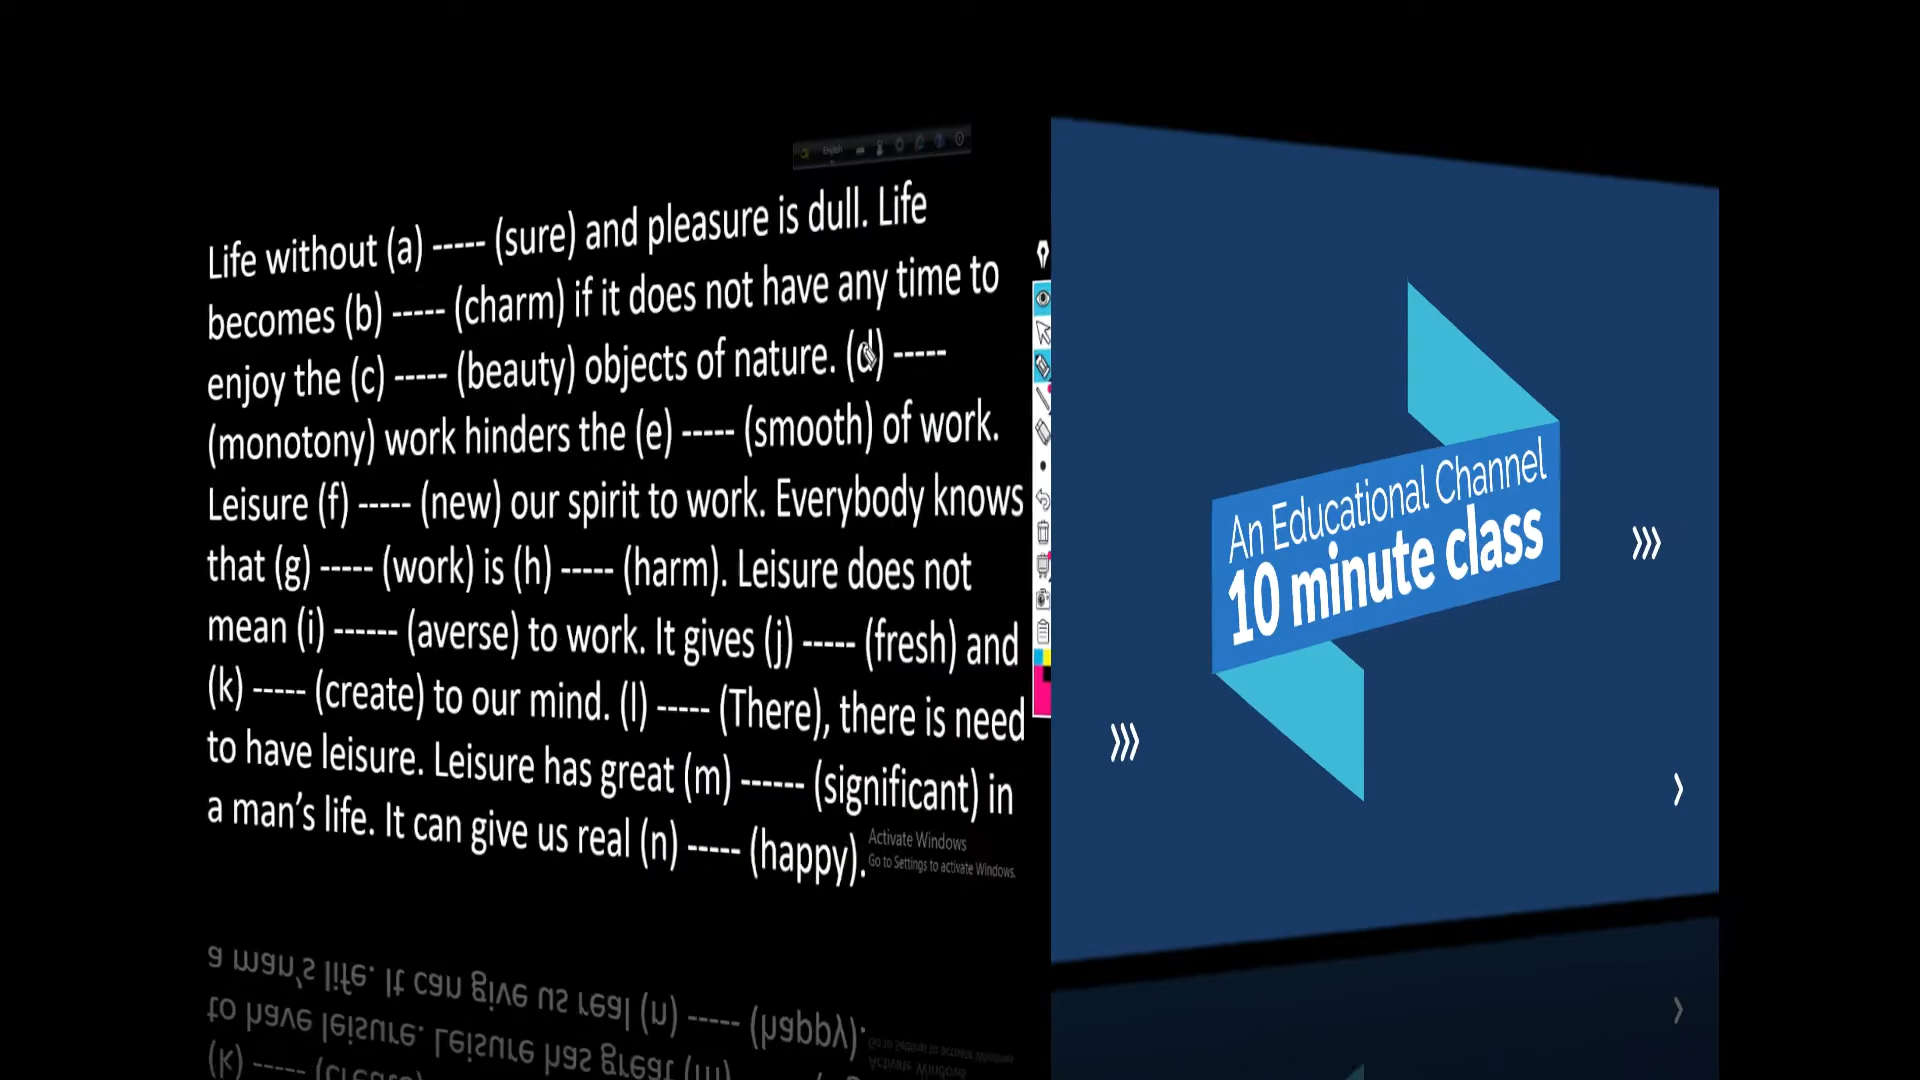 English
Life without (a) ----- (sure) and pleasure is dull. Life
becomes (b) ----- (charm) if it does not have any time to
enjoy the (c) ----- (beauty) objects of nature. (d) -----
(monotony) work hinders the (e) ----- (smooth) of work.
Leisure (f) ----- (new) our spirit to work. Everybody knows
that (g) ----- (work) is (h) ----- (harm). Leisure does not
mean (i) ------ (averse) to work. It gives (j) ----- (fresh) and
(k) ----- (create) to our mind. (l) ----- (There), there is need
to have leisure. Leisure has great (m) ------ (significant) in
a man’s life. It can give us real (n) ----- (happy).
Activate Windows
Go to Settings to activate Windows.
An Educational Channel
10 minute class